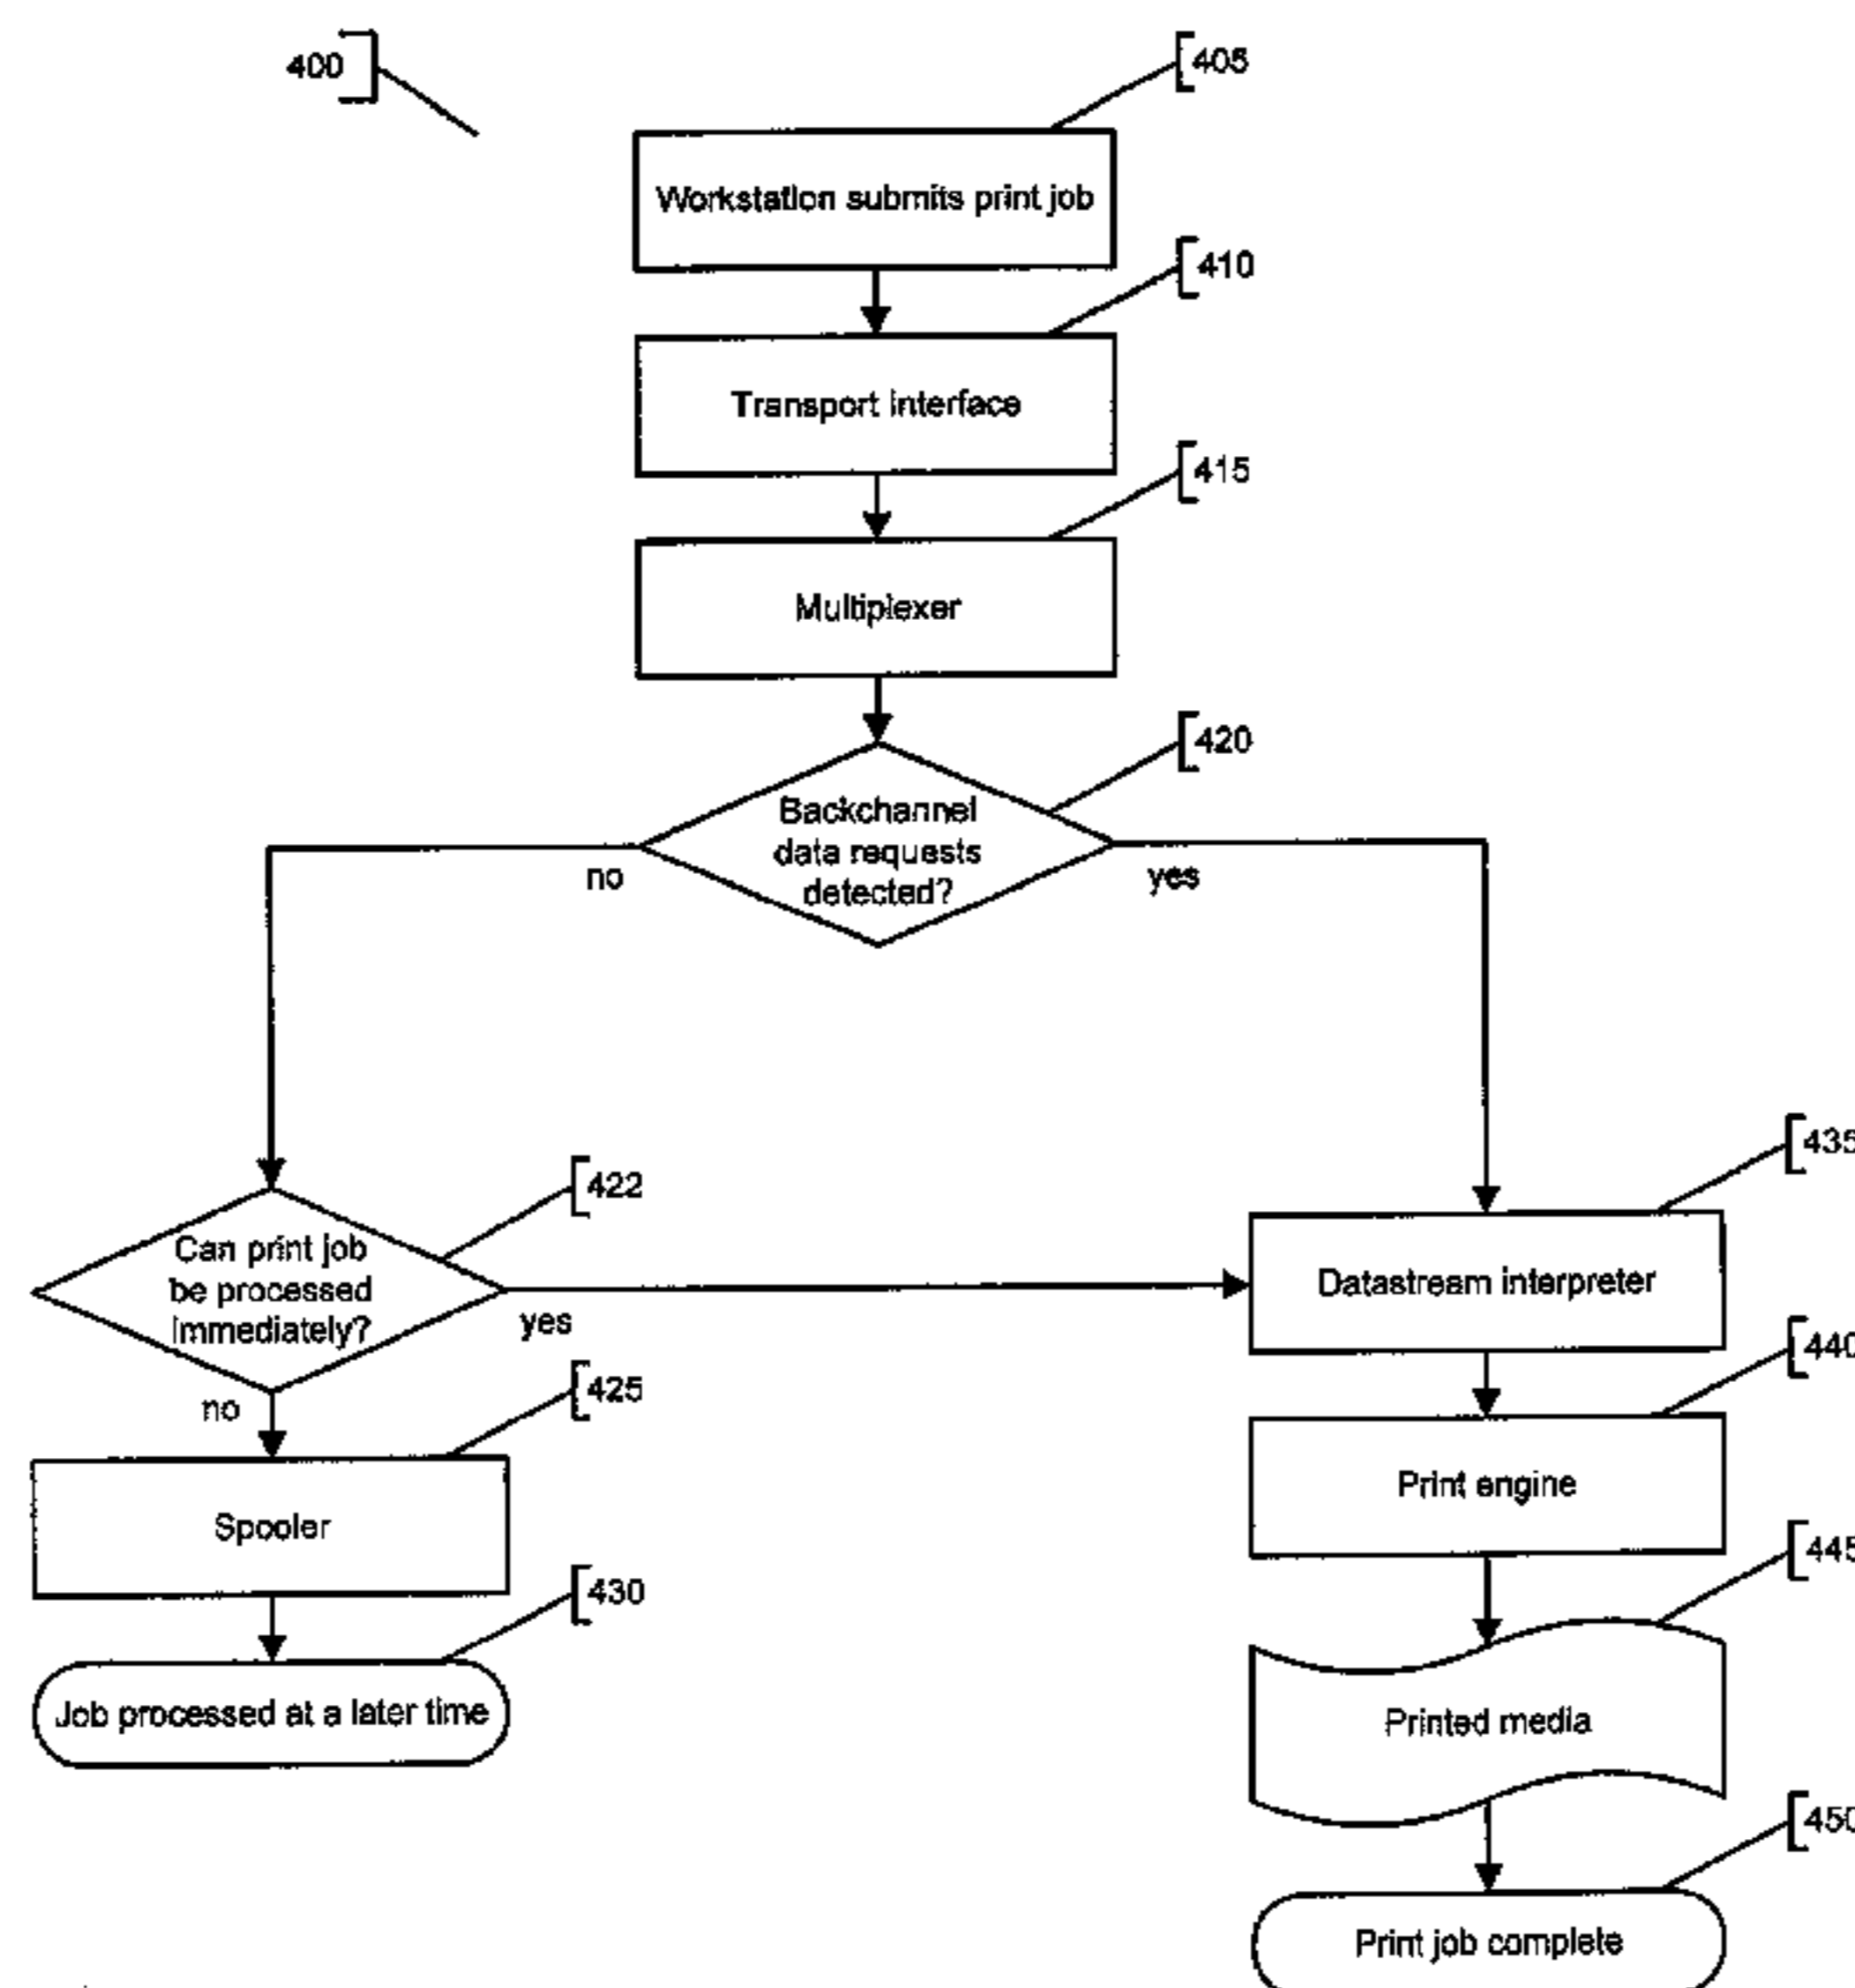 400
405
Workstation submits print job
410
Transport interface
415
Multiplexer
420
Backchannel
data requests
detected?
no
yes
435
422
Can print job
be processed
immediately?
yes
Datastream interpreter
440
no
425
Spooler
Print engine
445
430
Job processed at a later time
Printed media
450
Print job complete